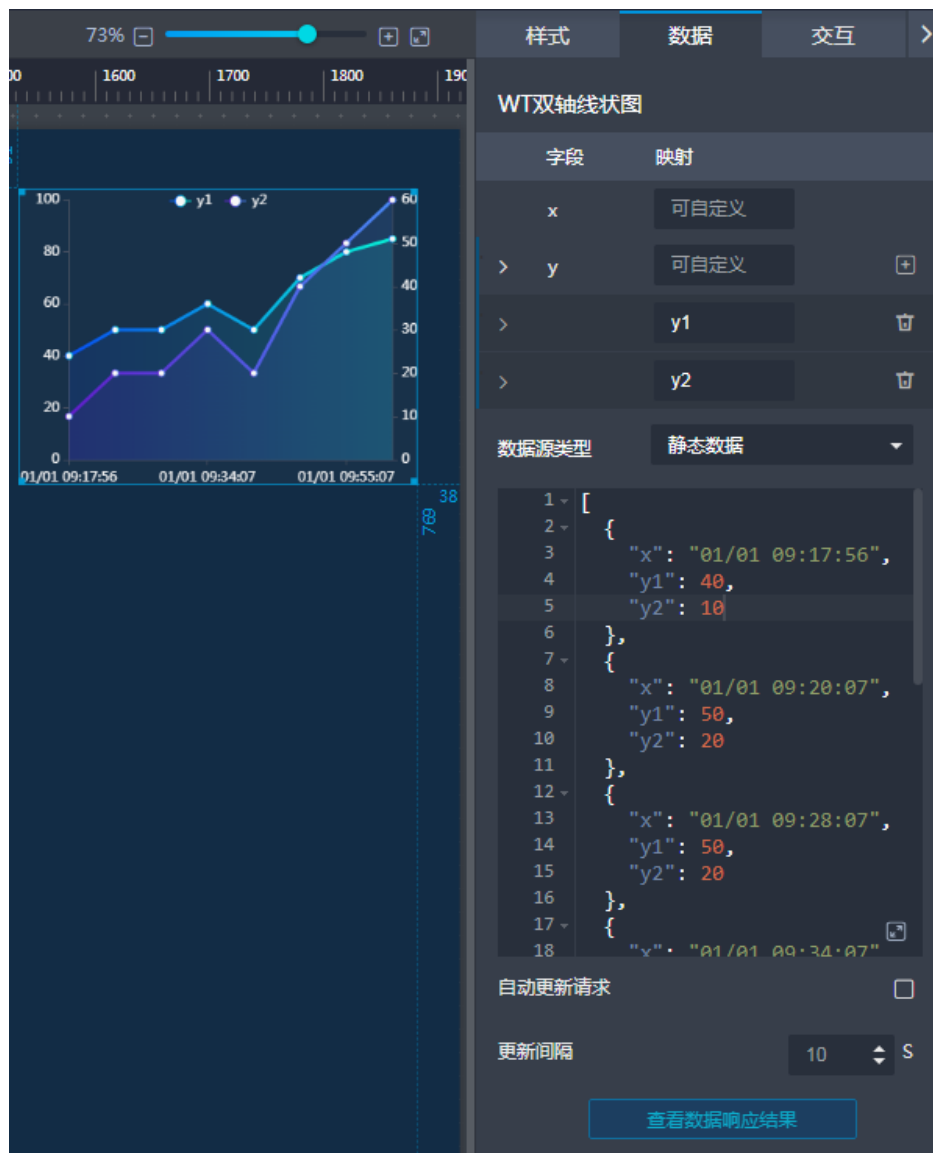 73%
样式 数据 交互
00 1600 1700 1800 190
WT双轴线状图
字段 映射
x 可自定义
y 可自定义
y1
y2
数据源类型 静态数据
100 y1 y2 60
80 50
60 40
40 30
20 20
0 10
0
01/01 09:17:56 01/01 09:34:07 01/01 09:55:07
38
769
1 [
2 {
3 "x": "01/01 09:17:56",
4 "y1": 40,
5 "y2": 10
6 },
7 {
8 "x": "01/01 09:20:07",
9 "y1": 50,
10 "y2": 20
11 },
12 {
13 "x": "01/01 09:28:07",
14 "y1": 50,
15 "y2": 20
16 },
17 {
18 "x": "01/01 09:34:07"
自动更新请求
更新间隔 10 S
查看数据响应结果